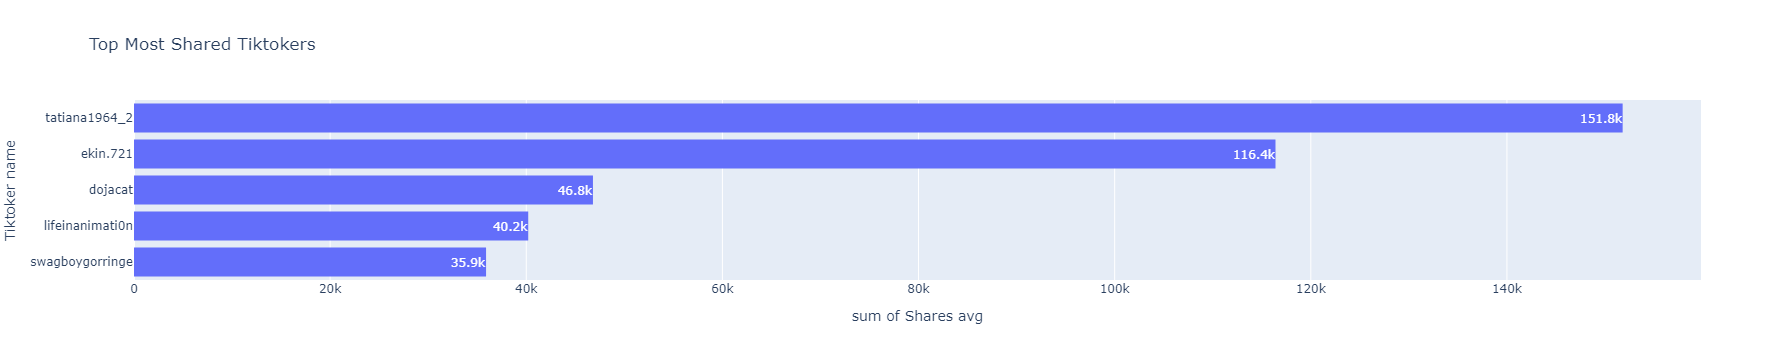 Top Most Shared Tiktokers
Tiktoker name
tatiana1964_2 151.8k
ekin.721 116.4k
dojacat 46.8k
lifeinanimati0n 40.2k
swagboygorringe 35.9k
0 20k 40k 60k 80k 100k 120k 140k
sum of Shares avg